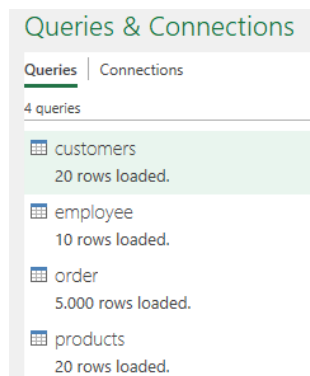 Queries & Connections
Queries | Connections
4 queries
customers
20 rows loaded.
employee
10 rows loaded.
order
5.000 rows loaded.
products
20 rows loaded.